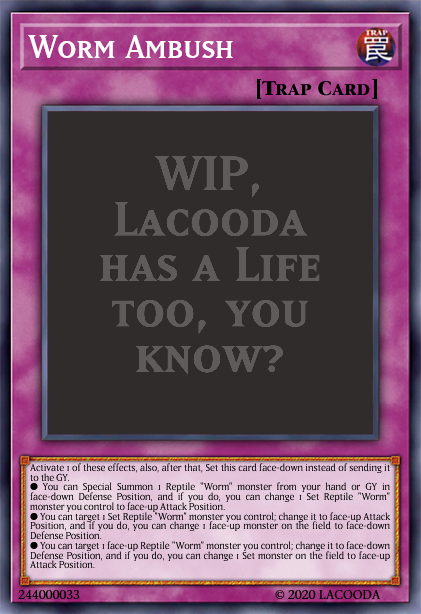 Worm Ambush
TRAP
罠
[Trap Card]
WIP,
Lacooda
has a Life
too, you
know?
Activate 1 of these effects, also, after that, Set this card face-down instead of sending it
to the GY.
● You can Special Summon 1 Reptile "Worm" monster from your hand or GY in
face-down Defense Position, and if you do, you can change 1 Set Reptile "Worm"
monster you control to face-up Attack Position.
● You can target 1 Set Reptile "Worm" monster you control; change it to face-up Attack
Position, and if you do, you can change 1 face-up monster on the field to face-down
Defense Position.
● You can target 1 face-up Reptile "Worm" monster you control; change it to face-down
Defense Position, and if you do, you can change 1 Set monster on the field to face-up
Attack Position.
244000033
© 2020 LACOODA